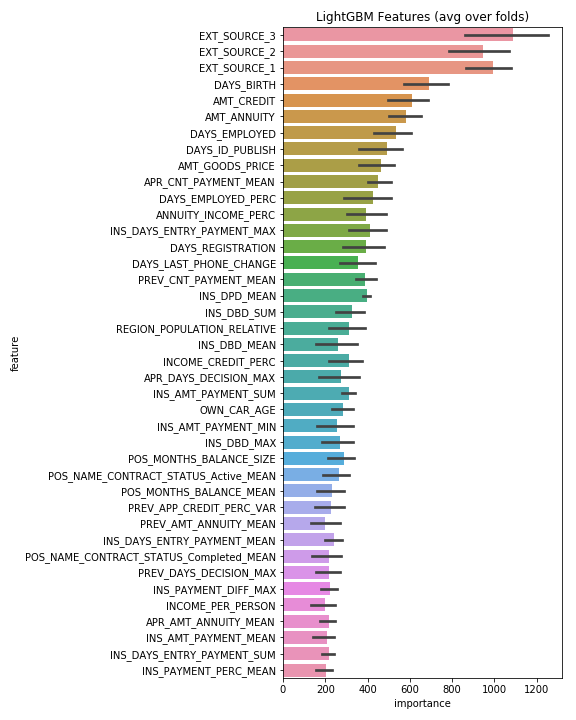 LightGBM Features (avg over folds)
feature
EXT_SOURCE_3
EXT_SOURCE_2
EXT_SOURCE_1
DAYS_BIRTH
AMT_CREDIT
AMT_ANNUITY
DAYS_EMPLOYED
DAYS_ID_PUBLISH
AMT_GOODS_PRICE
APR_CNT_PAYMENT_MEAN
DAYS_EMPLOYED_PERC
ANNUITY_INCOME_PERC
INS_DAYS_ENTRY_PAYMENT_MAX
DAYS_REGISTRATION
DAYS_LAST_PHONE_CHANGE
PREV_CNT_PAYMENT_MEAN
INS_DPD_MEAN
INS_DBD_SUM
REGION_POPULATION_RELATIVE
INS_DBD_MEAN
INCOME_CREDIT_PERC
APR_DAYS_DECISION_MAX
INS_AMT_PAYMENT_SUM
OWN_CAR_AGE
INS_AMT_PAYMENT_MIN
INS_DBD_MAX
POS_MONTHS_BALANCE_SIZE
POS_NAME_CONTRACT_STATUS_Active_MEAN
POS_MONTHS_BALANCE_MEAN
PREV_APP_CREDIT_PERC_VAR
PREV_AMT_ANNUITY_MEAN
INS_DAYS_ENTRY_PAYMENT_MEAN
POS_NAME_CONTRACT_STATUS_Completed_MEAN
PREV_DAYS_DECISION_MAX
INS_PAYMENT_DIFF_MAX
INCOME_PER_PERSON
APR_AMT_ANNUITY_MEAN
INS_AMT_PAYMENT_MEAN
INS_DAYS_ENTRY_PAYMENT_SUM
INS_PAYMENT_PERC_MEAN
0 200 400 600 800 1000 1200
importance